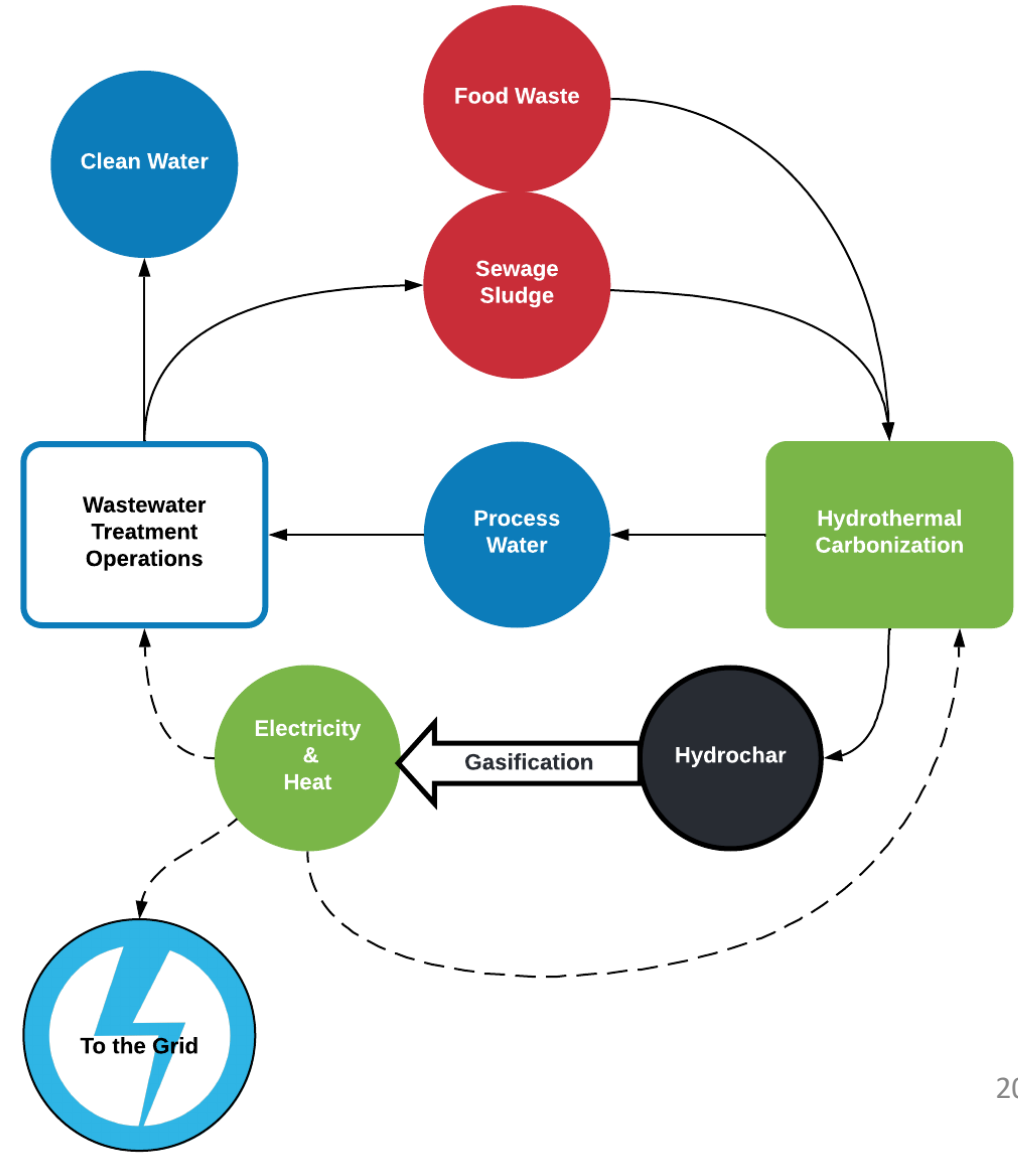 Food Waste
Clean Water
Sewage
Sludge
Wastewater
Treatment
Operations
Process
Water
Hydrothermal
Carbonization
Electricity
&
Heat
Gasification
Hydrochar
To the Grid